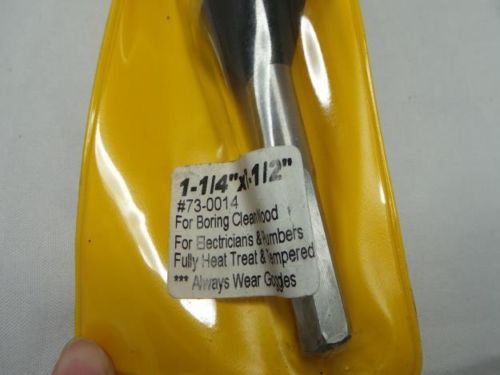 1-1/4"x1-1/2"
#73-0014
For Boring Clean Wood
For Electricians & Plumbers
Fully Heat Treat & Tempered
*** Always Wear Goggles